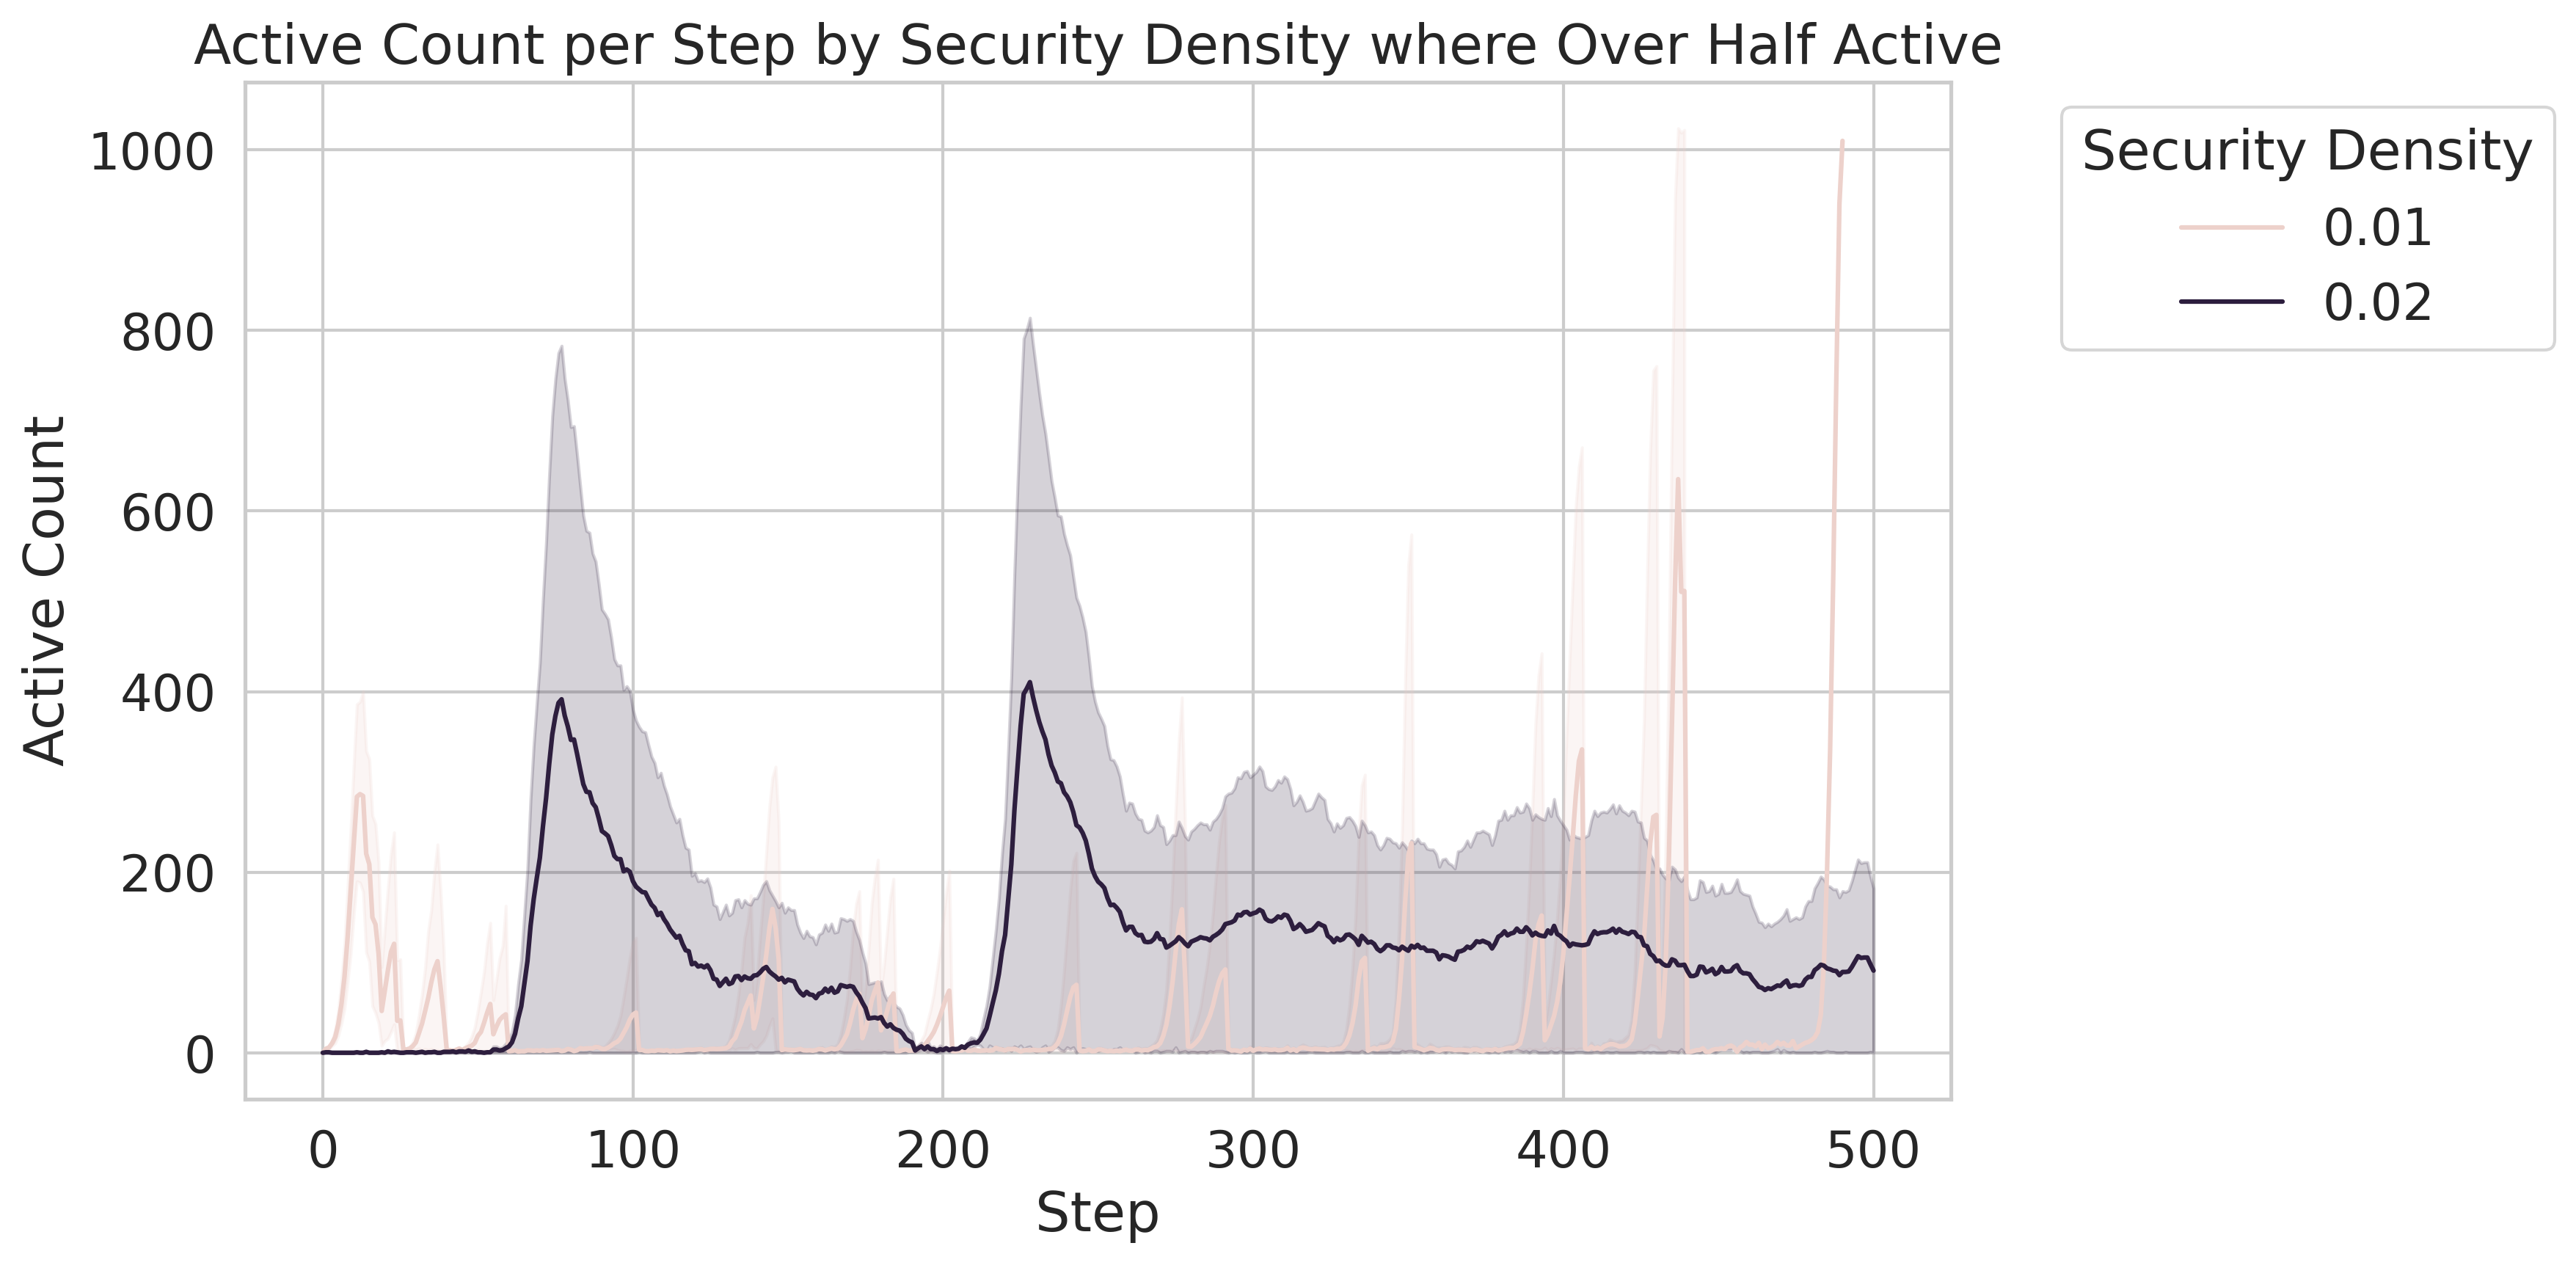 Active Count per Step by Security Density where Over Half Active
Active Count
1000
800
600
400
200
0
0 100 200 300 400 500
Step
Security Density
0.01
0.02